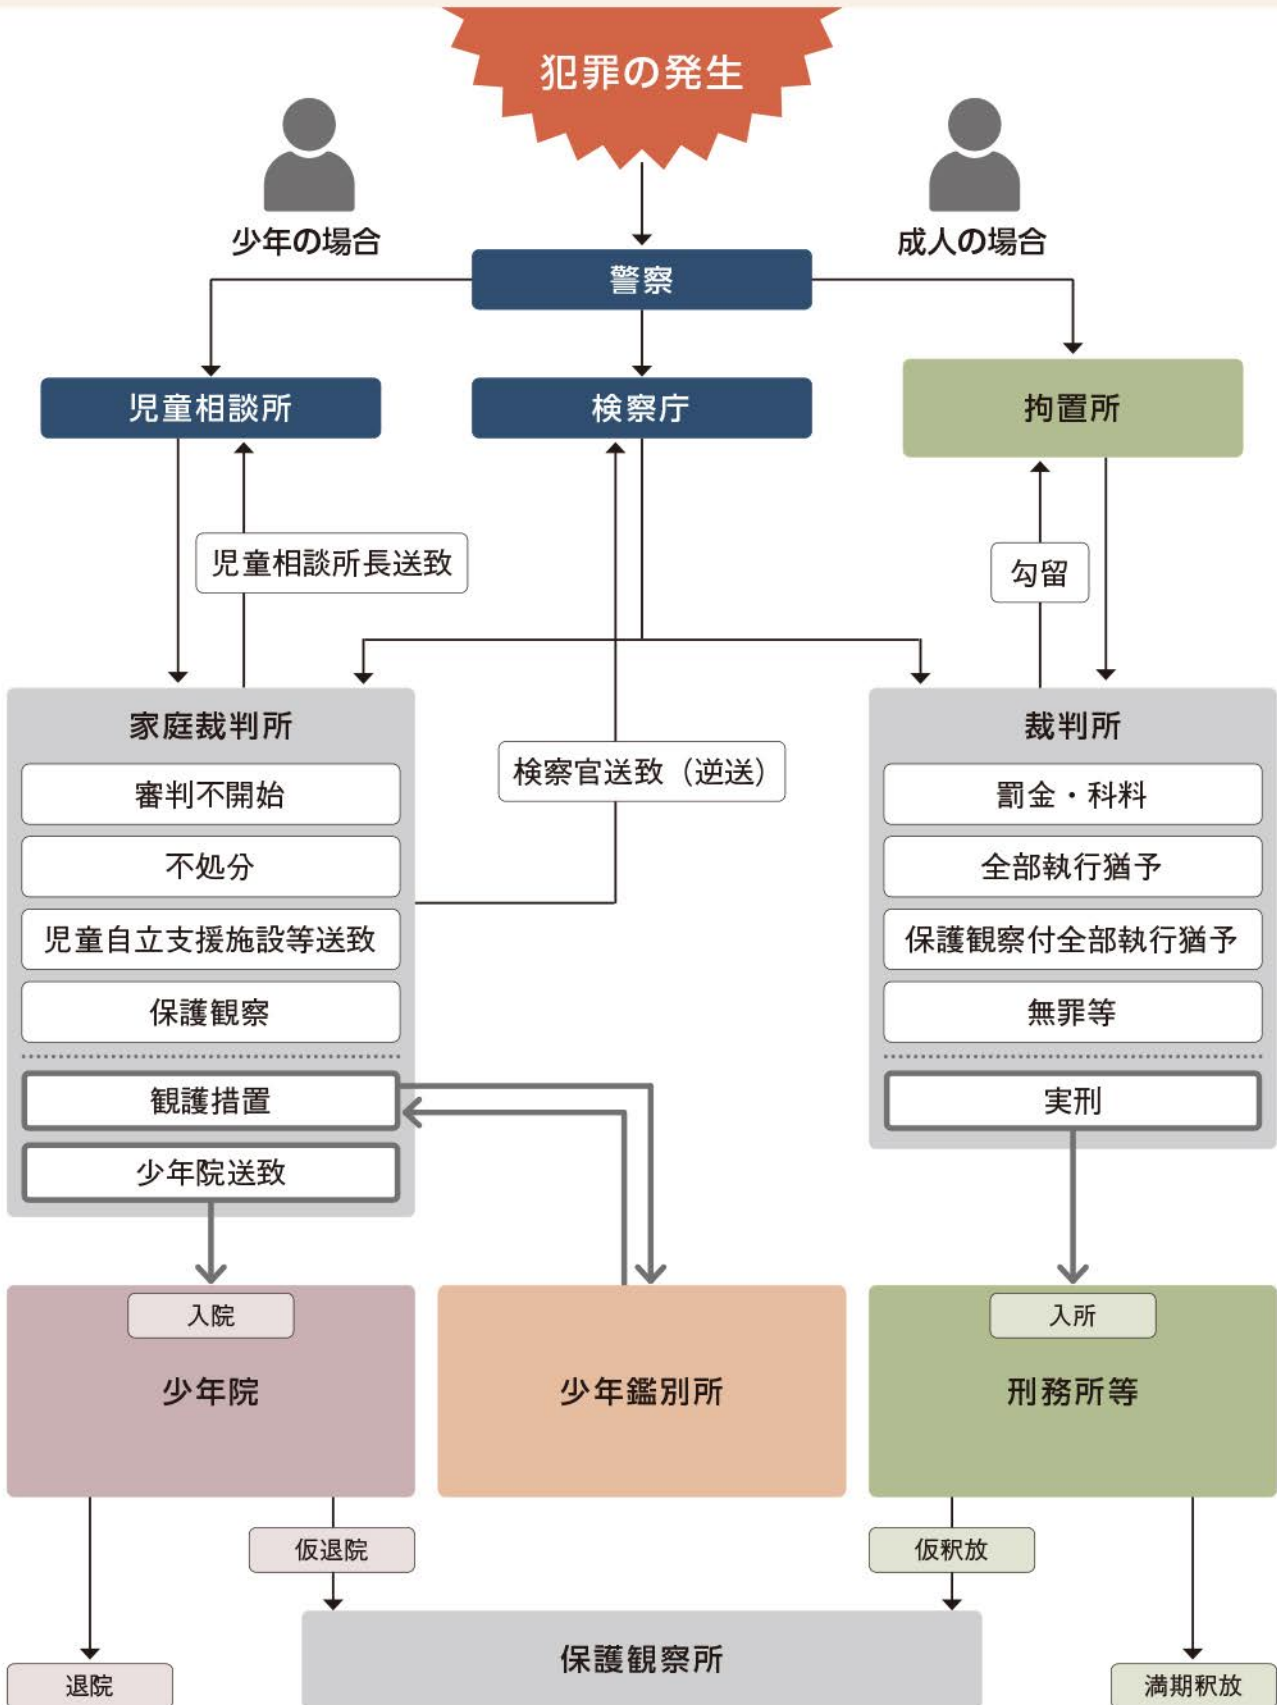 犯罪の発生
少年の場合
成人の場合
警察
児童相談所
検察庁
拘置所
児童相談所長送致
勾留
家庭裁判所
審判不開始
不処分
児童自立支援施設等送致
保護観察
観護措置
少年院送致
検察官送致（逆送）
裁判所
罰金・科料
全部執行猶予
保護観察付全部執行猶予
無罪等
実刑
入院
少年院
少年鑑別所
入所
刑務所等
仮退院
仮釈放
保護観察所
退院
満期釈放